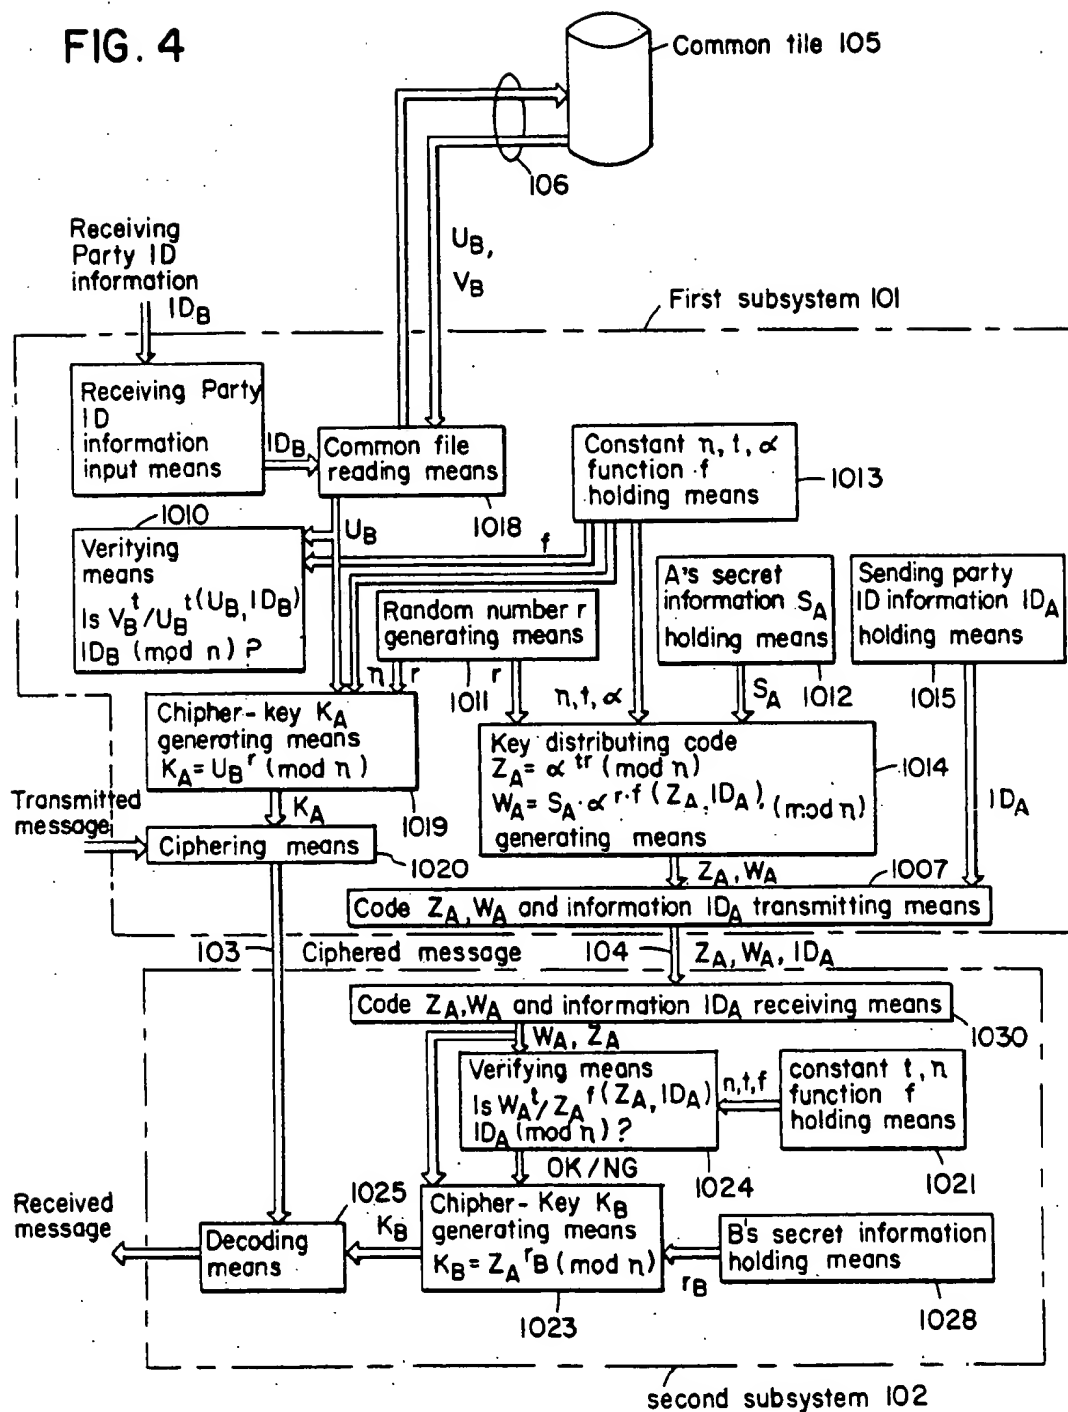 FIG. 4
Common tile 105
106
U_B,
V_B
Receiving
Party ID
information
ID_B
First subsystem 101
Receiving Party
ID
information
input means
ID_B
Common file
reading means
1018
Constant n, t, α
function f
holding means
1013
1010
U_B
f
Veritying
means
Is V_B^t/U_B^t(U_B, ID_B)
ID_B (mod n) ?
Random number r
generating means
1011
A's secret
information S_A
holding means
1012
Sending party
ID information ID_A
holding means
1015
n
r
r
n, t, α
S_A
Chipher-key K_A
generating means
K_A = U_B^r (mod n)
1019
Key distributing code
Z_A = α^tr (mod n)
W_A = S_A · α^r·f(Z_A, ID_A). (mod n)
generating means
1014
ID_A
Transmitted
message
K_A
Ciphering means
1020
Z_A, W_A
1007
Code Z_A, W_A and information ID_A transmitting means
103
Ciphered message
104
Z_A, W_A, ID_A
Code Z_A, W_A and information ID_A receiving means
1030
W_A, Z_A
Verifying means
Is W_A^t/Z_A^f(Z_A, ID_A)
ID_A (mod n) ?
1024
n,t,f
constant t, n
function f
holding means
1021
OK/NG
Received
message
1025
Decoding
means
K_B
Chipher-Key K_B
generating means
K_B = Z_A^r_B (mod n)
1023
r_B
B's secret information
holding means
1028
second subsystem 102